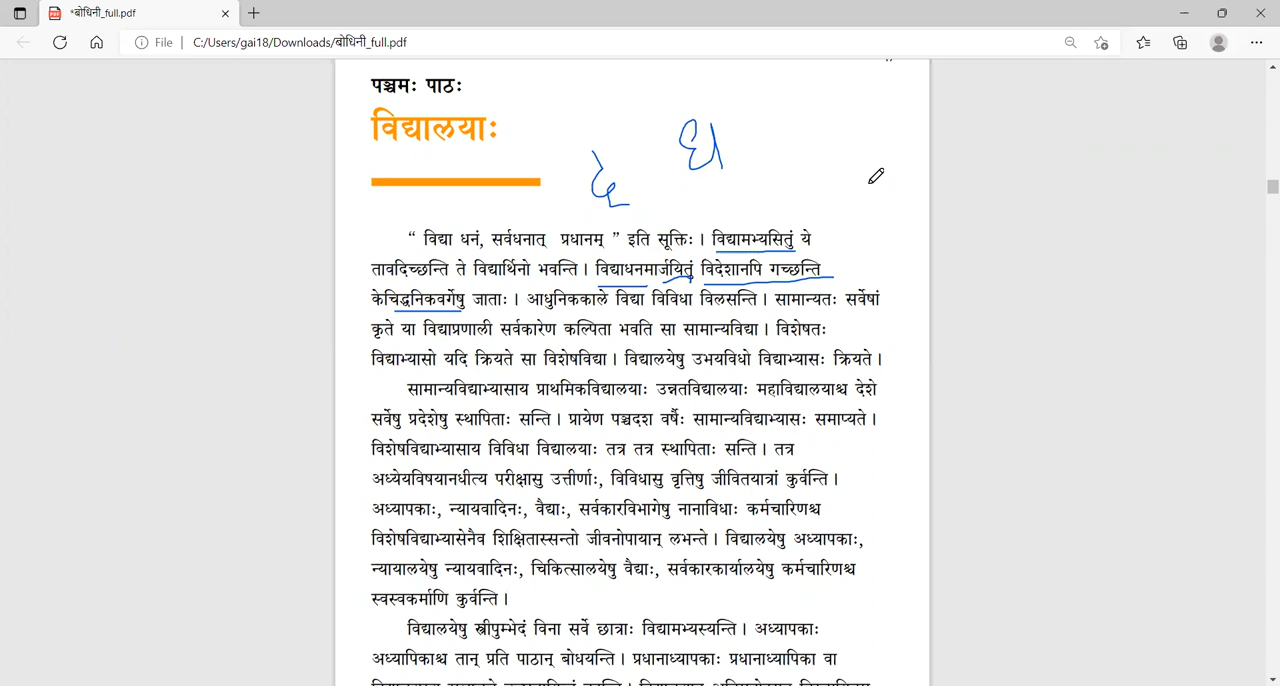 *बोधिनी_full.pdf
File C:/Users/gai18/Downloads/बोधिनी_full.pdf
पञ्चमः पाठः
विद्यालयाः
द् ध
“ विद्या धनं, सर्वधनात् प्रधानम् ” इति सूक्तिः । विद्यामभ्यसितुं ये
तावदिच्छन्ति ते विद्यार्थिनो भवन्ति । विद्याधनमार्जयितुं विदेशानपि गच्छन्ति
केचिद्धनिकवर्गेषु जाताः । आधुनिककाले विद्या विविधा विलसन्ति । सामान्यतः सर्वेषां
कृते या विद्याप्रणाली सर्वकारेण कल्पिता भवति सा सामान्यविद्या । विशेषतः
विद्याभ्यासो यदि क्रियते सा विशेषविद्या । विद्यालयेषु उभयविधो विद्याभ्यासः क्रियते ।
सामान्यविद्याभ्यासाय प्राथमिकविद्यालयाः उन्नतविद्यालयाः महाविद्यालयाश्च देशे
सर्वेषु प्रदेशेषु स्थापिताः सन्ति । प्रायेण पञ्चदश वर्षैः सामान्यविद्याभ्यासः समाप्यते ।
विशेषविद्याभ्यासाय विविधा विद्यालयाः तत्र तत्र स्थापिताः सन्ति । तत्र
अध्येयविषयानधीत्य परीक्षासु उत्तीर्णाः, विविधासु वृत्तिषु जीवितयात्रां कुर्वन्ति ।
अध्यापकाः, न्यायवादिनः, वैद्याः, सर्वकारविभागेषु नानाविधाः कर्मचारिणश्च
विशेषविद्याभ्यासेनैव शिक्षितास्सन्तो जीवनोपायान् लभन्ते । विद्यालयेषु अध्यापकाः,
न्यायालयेषु न्यायवादिनः, चिकित्सालयेषु वैद्याः, सर्वकारकार्यालयेषु कर्मचारिणश्च
स्वस्वकर्माणि कुर्वन्ति ।
विद्यालयेषु स्त्रीपुम्भेदं विना सर्वे छात्राः विद्यामभ्यस्यन्ति । अध्यापकाः
अध्यापिकाश्च तान् प्रति पाठान् बोधयन्ति । प्रधानाध्यापकाः प्रधानाध्यापिका वा